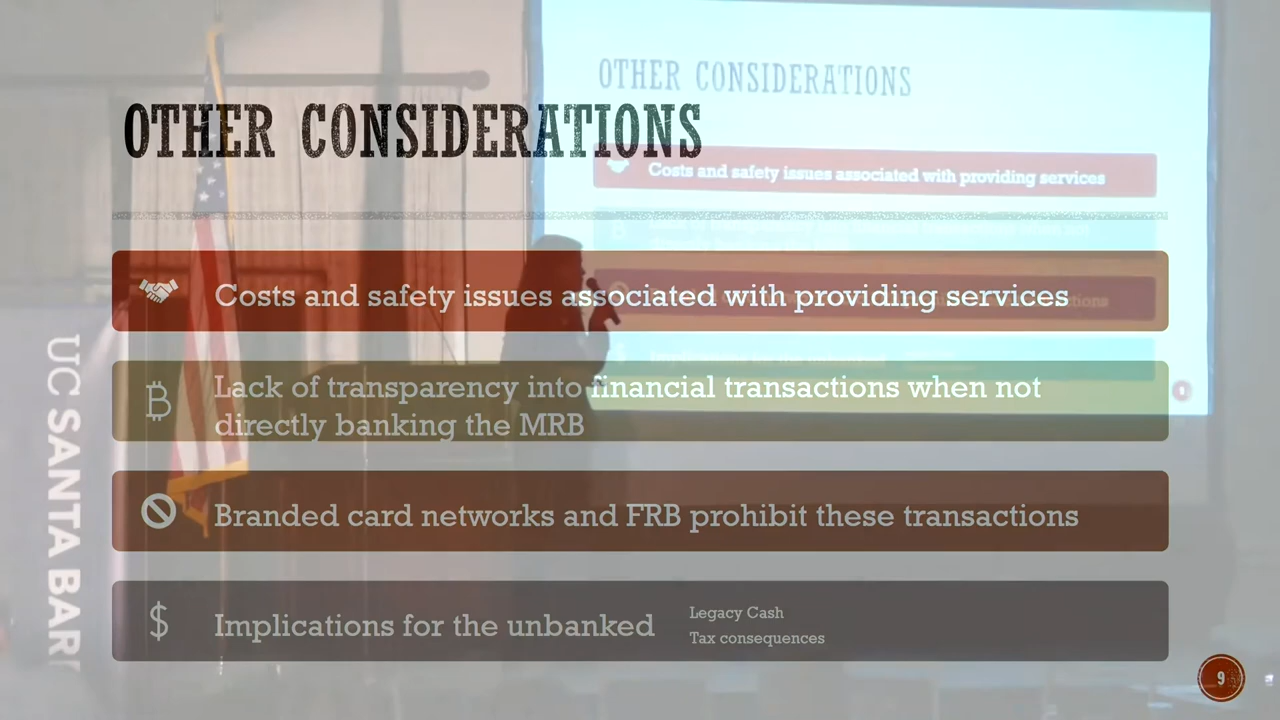 OTHER CONSIDERATIONS
OTHER CONSIDERATIONS
Costs and safety issues associated with providing services
Costs and safety issues associated with providing services
Lack of transparency into financial transactions when not
directly banking the MRB
Branded card networks and FRB prohibit these transactions
Implications for the unbanked
Legacy Cash
Tax consequences
UC SANTA BAR
9